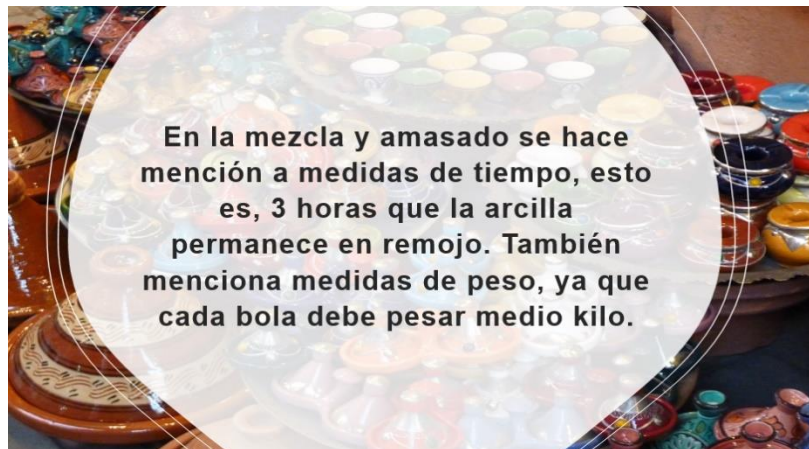 En la mezcla y amasado se hace
mención a medidas de tiempo, esto
es, 3 horas que la arcilla
permanece en remojo. También
menciona medidas de peso, ya que
cada bola debe pesar medio kilo.